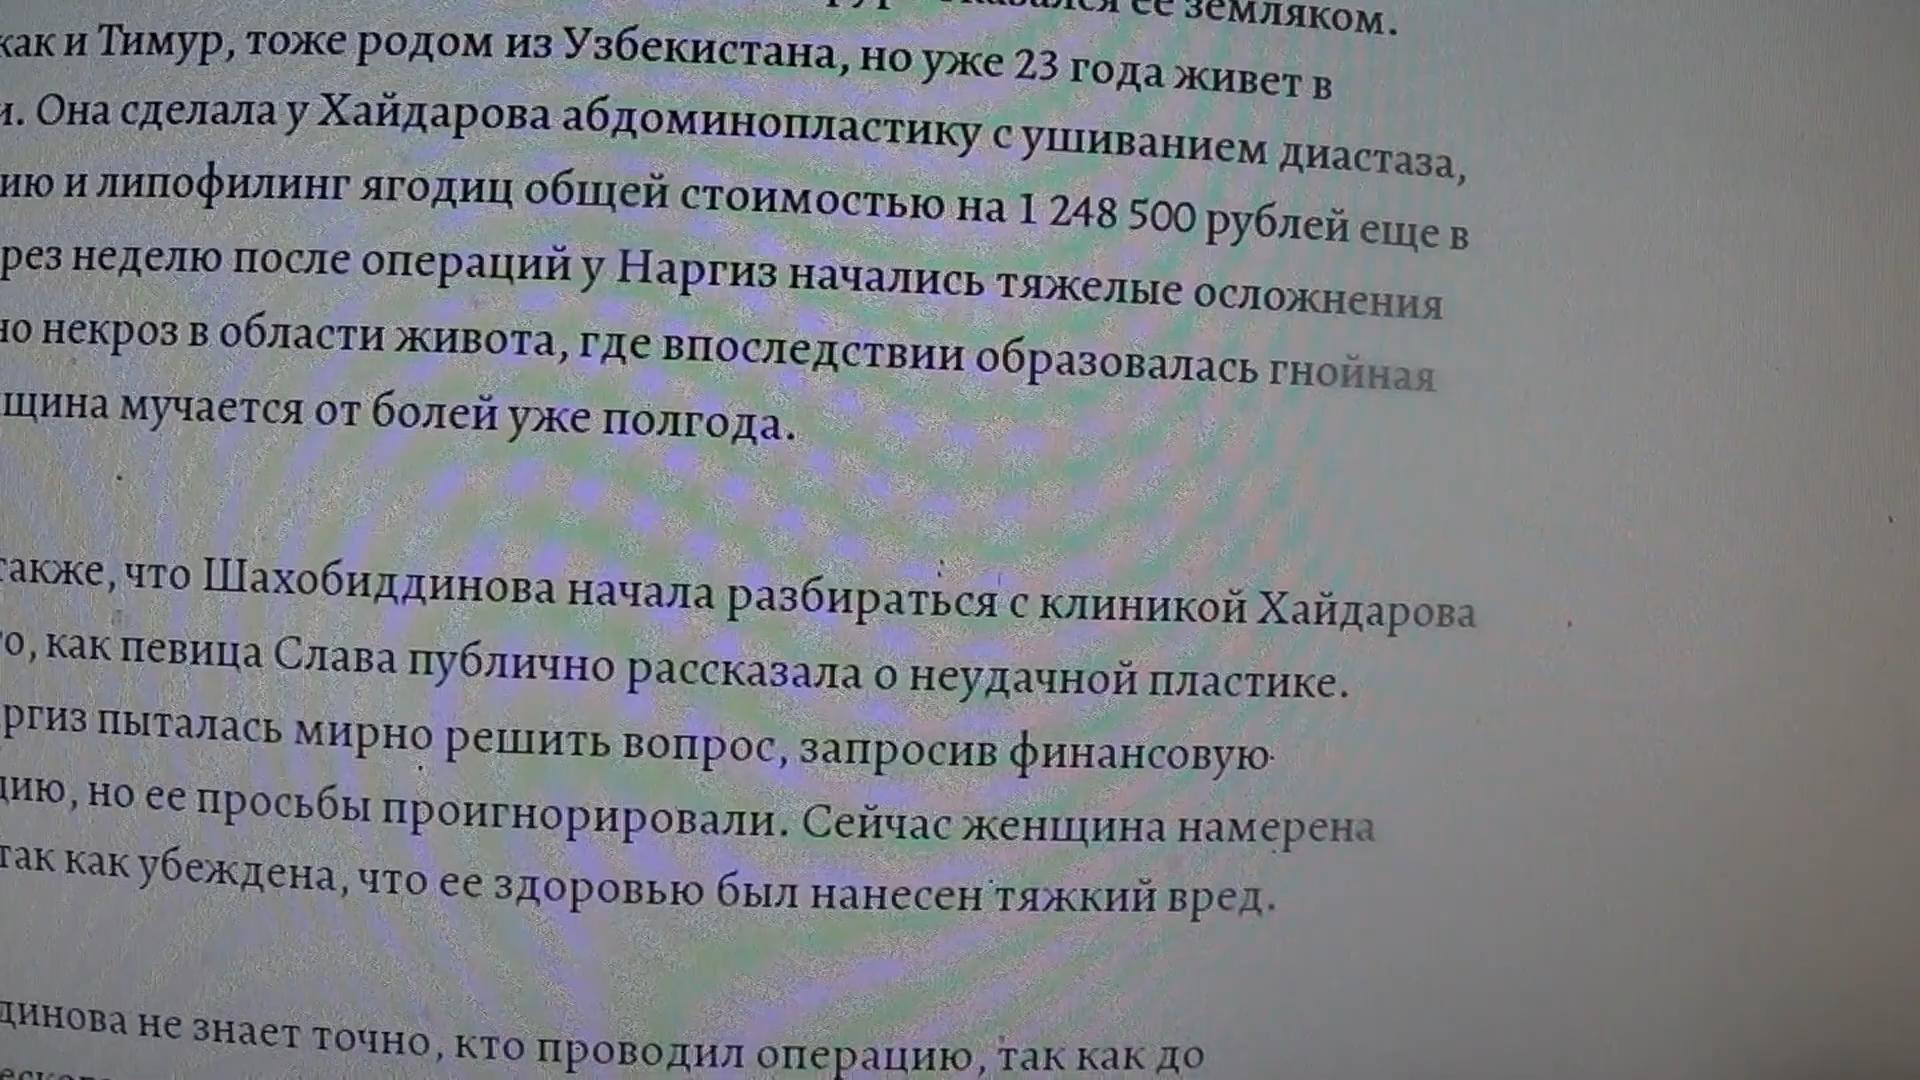 ее земляком.
как и Тимур, тоже родом из Узбекистана, но уже 23 года живет в
и. Она сделала у Хайдарова абдоминопластику с ушиванием диастаза,
ию и липофилинг ягодиц общей стоимостью на 1 248 500 рублей еще в
рез неделю после операций у Наргиз начались тяжелые осложнения
но некроз в области живота, где впоследствии образовалась гнойная
щина мучается от болей уже полгода.
также, что Шахобиддинова начала разбираться с клиникой Хайдарова
го, как певица Слава публично рассказала о неудачной пластике.
ргиз пыталась мирно решить вопрос, запросив финансовую
цию, но ее просьбы проигнорировали. Сейчас женщина намерена
так как убеждена, что ее здоровью был нанесен тяжкий вред.
динова не знает точно, кто проводил операцию, так как до